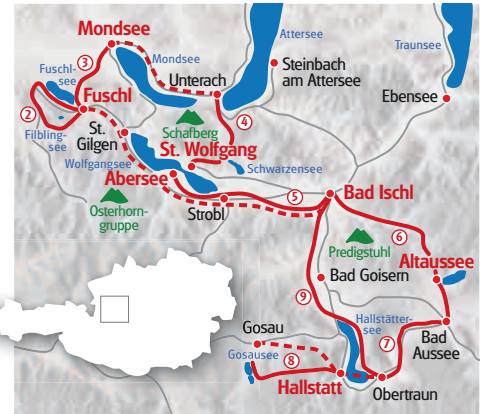 Mondsee
Attersee
Traunsee
Mondsee
Steinbach
am Attersee
Fuschl-
see
③
Unterach
Ebensee
②
Fuschl
Schafberg
④
Filbling-
see
St.
Gilgen
St. Wolfgang
Wolfgangsee
Schwarzensee
Abersee
⑤
Bad Ischl
Osterhorn-
gruppe
Strobl
⑥
Predigstuhl
Altaussee
Bad Goisern
⑨
Hallstätter-
see
Gosau
⑦
Bad
Aussee
Gosausee
⑧
Hallstatt
Obertraun